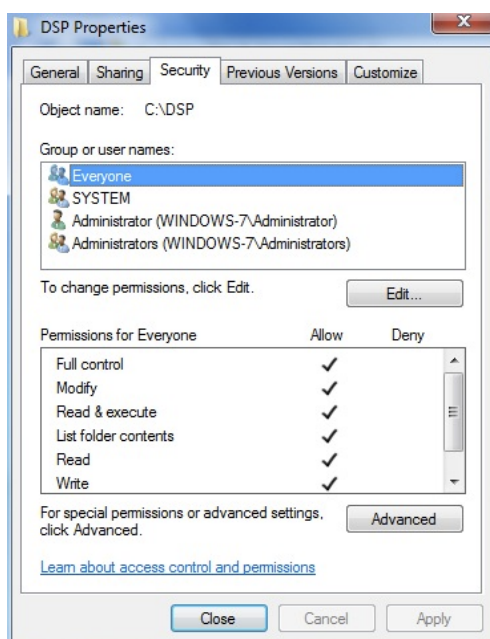 DSP Properties
General Sharing Security Previous Versions Customize
Object name: C:\DSP
Group or user names:
Everyone
SYSTEM
Administrator (WINDOWS-7\Administrator)
Administrators (WINDOWS-7\Administrators)
To change permissions, click Edit.
Edit...
Permissions for Everyone Allow Deny
Full control
Modify
Read & execute
List folder contents
Read
Write
For special permissions or advanced settings,
click Advanced.
Advanced
Learn about access control and permissions
Close Cancel Apply